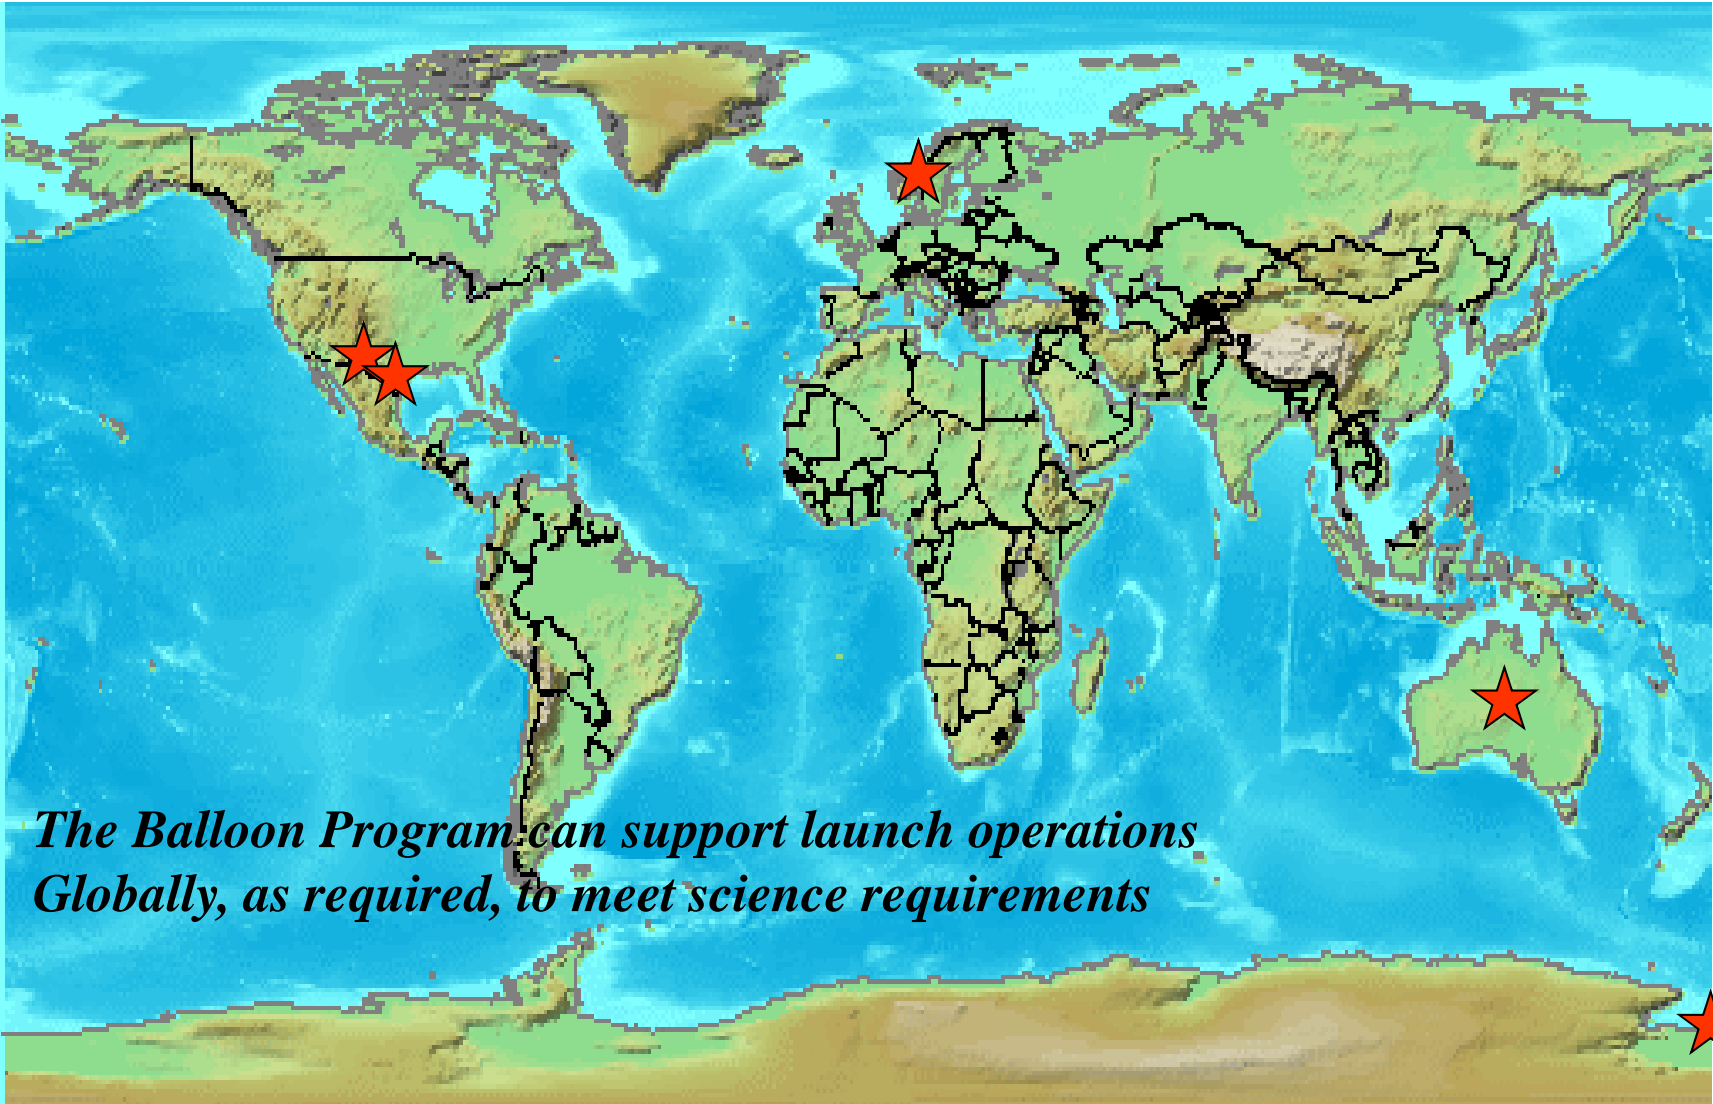 The Balloon Program can support launch operations
Globally, as required, to meet science requirements